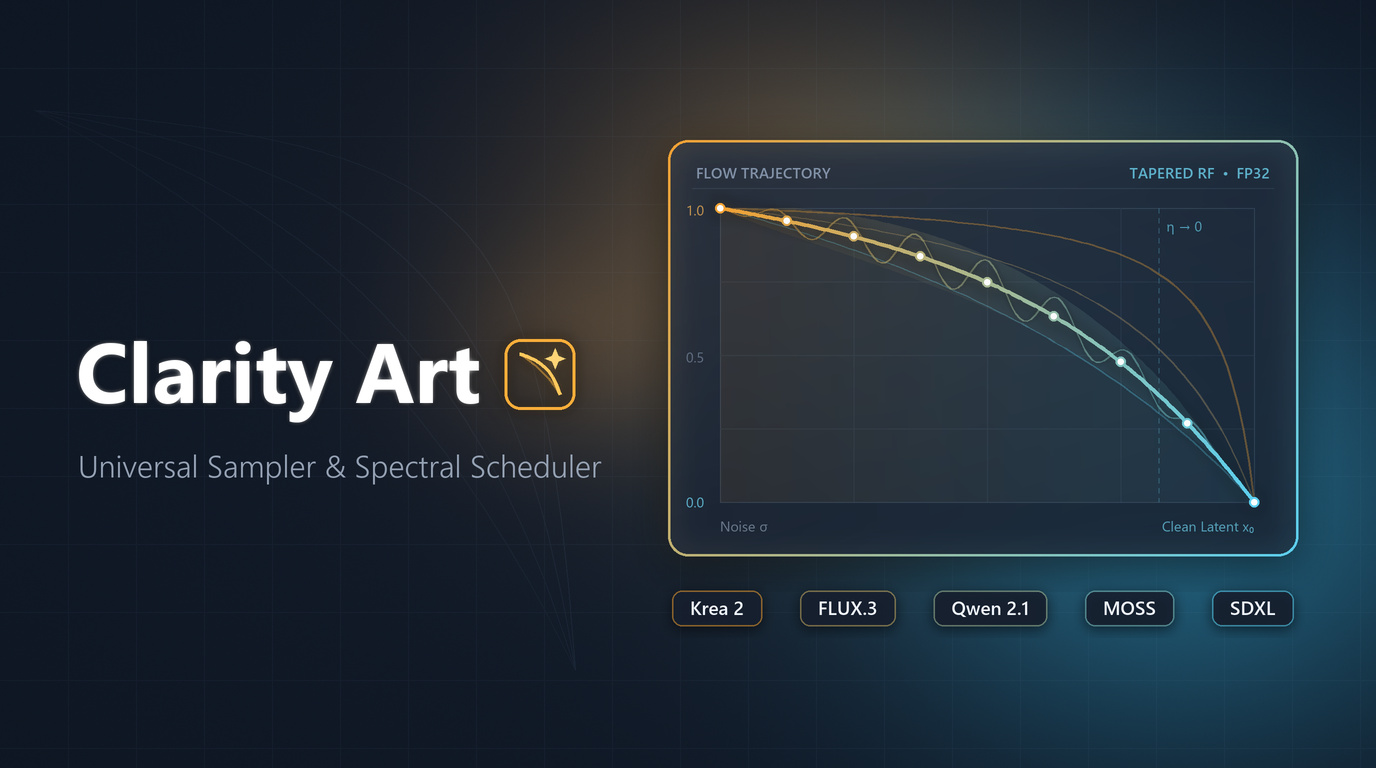 Clarity Art
Universal Sampler & Spectral Scheduler
FLOW TRAJECTORY
TAPERED RF • FP32
1.0
η → 0
0.5
0.0
Noise σ
Clean Latent x₀
Krea 2
FLUX.3
Qwen 2.1
MOSS
SDXL